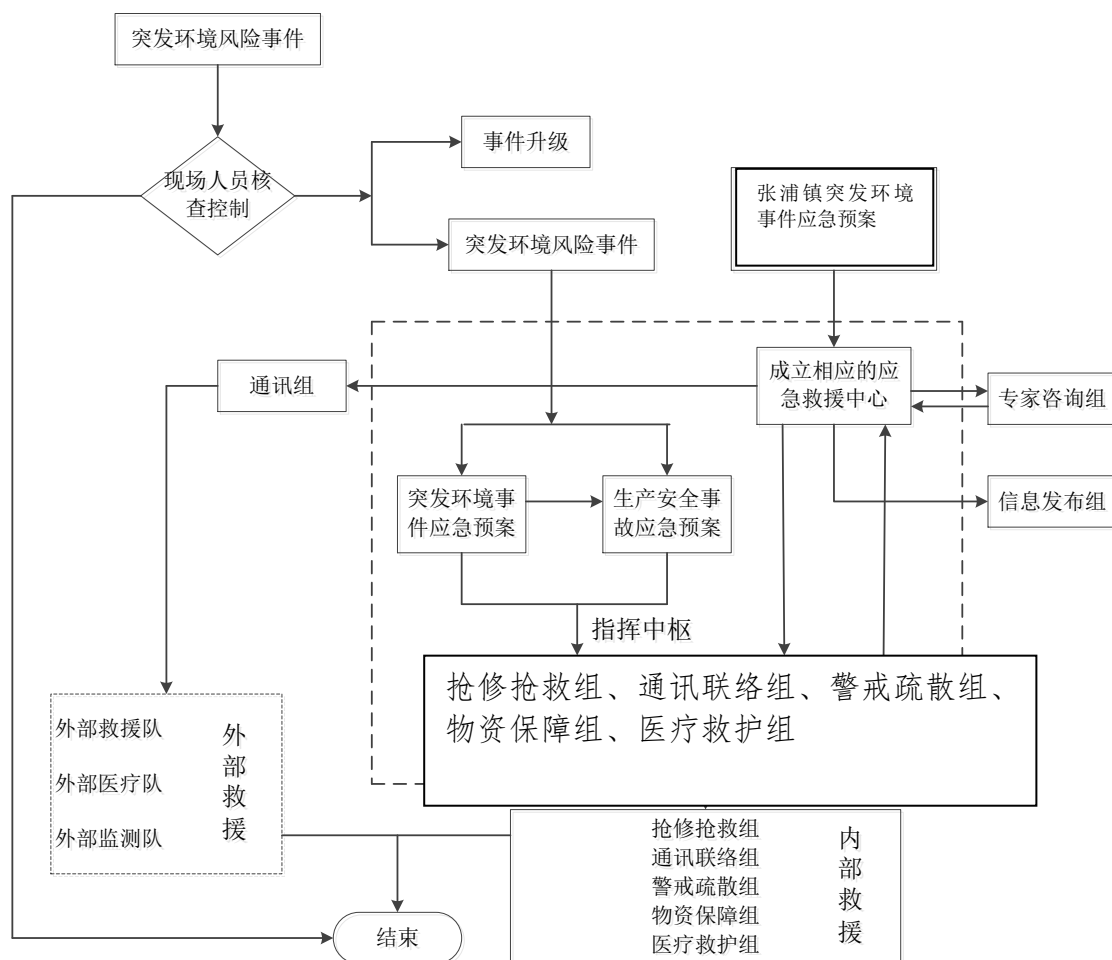 突发环境风险事件
事件升级
现场人员核
查控制
张浦镇突发环境
事件应急预案
突发环境风险事件
通讯组
成立相应的应
急救援中心
专家咨询组
突发环境事
件应急预案
生产安全事
故应急预案
信息发布组
指挥中枢
抢修抢救组、通讯联络组、警戒疏散组、
物资保障组、医疗救护组
外部救援队
外部医疗队
外部监测队
外部救援
抢修抢救组
通讯联络组
警戒疏散组
物资保障组
医疗救护组
内部救援
结束